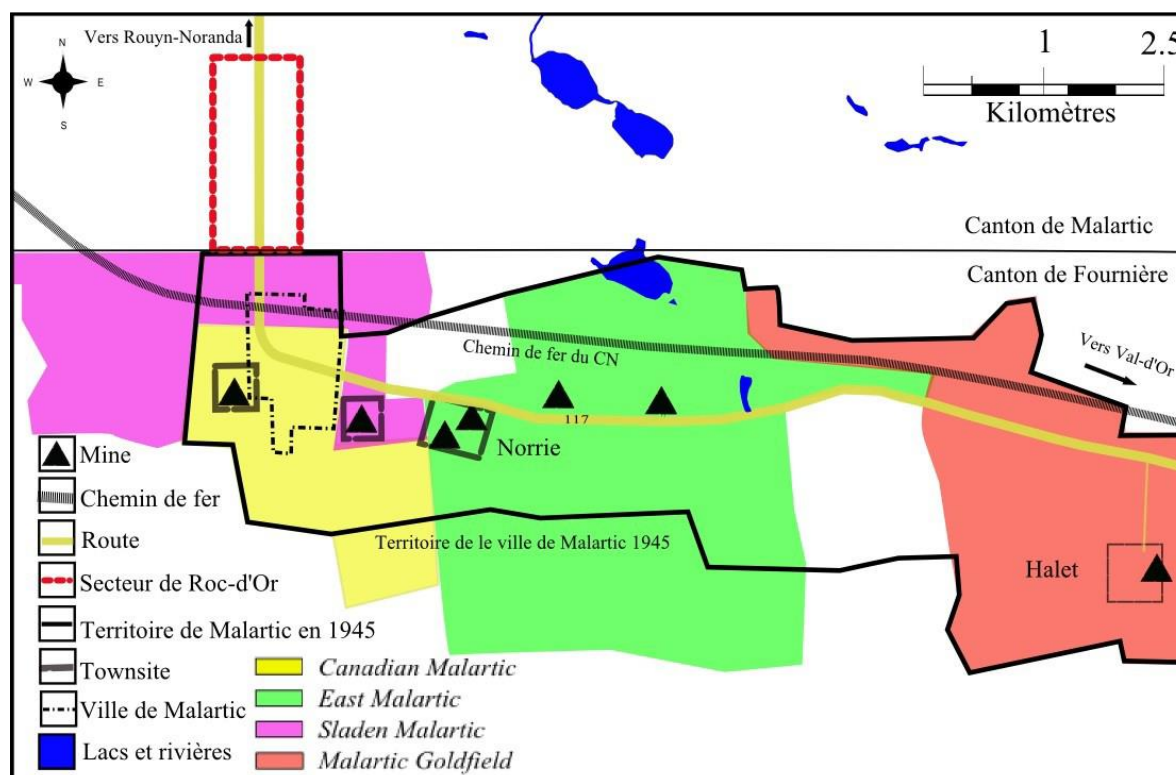 Vers Rouyn-Noranda
N
W E
S
1 2.5
Kilomètres
Canton de Malartic
Canton de Fournière
Chemin de fer du CN
Vers Val-d'Or
117
Norrie
Territoire de le ville de Malartic 1945
Halet
Mine
Chemin de fer
Route
Secteur de Roc-d'Or
Territoire de Malartic en 1945
Townsite
Ville de Malartic
Lacs et rivières
Canadian Malartic
East Malartic
Sladen Malartic
Malartic Goldfield